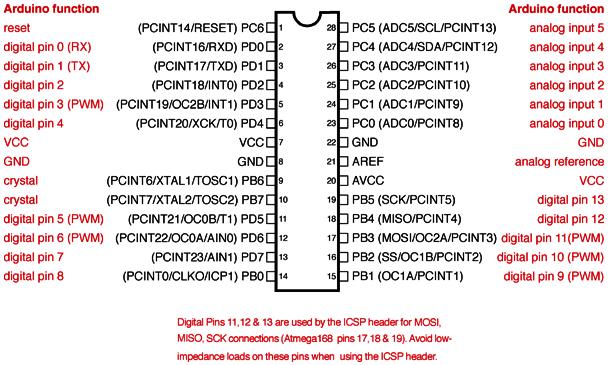 Arduino function Arduino function
reset (PCINT14/RESET) PC6 1 28 PC5 (ADC5/SCL/PCINT13) analog input 5
digital pin 0 (RX) (PCINT16/RXD) PD0 2 27 PC4 (ADC4/SDA/PCINT12) analog input 4
digital pin 1 (TX) (PCINT17/TXD) PD1 3 26 PC3 (ADC3/PCINT11) analog input 3
digital pin 2 (PCINT18/INT0) PD2 4 25 PC2 (ADC2/PCINT10) analog input 2
digital pin 3 (PWM) (PCINT19/OC2B/INT1) PD3 5 24 PC1 (ADC1/PCINT9) analog input 1
digital pin 4 (PCINT20/XCK/T0) PD4 6 23 PC0 (ADC0/PCINT8) analog input 0
VCC VCC 7 22 GND GND
GND GND 8 21 AREF analog reference
crystal (PCINT6/XTAL1/TOSC1) PB6 9 20 AVCC VCC
crystal (PCINT7/XTAL2/TOSC2) PB7 10 19 PB5 (SCK/PCINT5) digital pin 13
digital pin 5 (PWM) (PCINT21/OC0B/T1) PD5 11 18 PB4 (MISO/PCINT4) digital pin 12
digital pin 6 (PWM) (PCINT22/OC0A/AIN0) PD6 12 17 PB3 (MOSI/OC2A/PCINT3) digital pin 11(PWM)
digital pin 7 (PCINT23/AIN1) PD7 13 16 PB2 (SS/OC1B/PCINT2) digital pin 10 (PWM)
digital pin 8 (PCINT0/CLKO/ICP1) PB0 14 15 PB1 (OC1A/PCINT1) digital pin 9 (PWM)
Digital Pins 11,12 & 13 are used by the ICSP header for MOSI,
MISO, SCK connections (Atmega168 pins 17,18 & 19). Avoid low-
impedance loads on these pins when using the ICSP header.